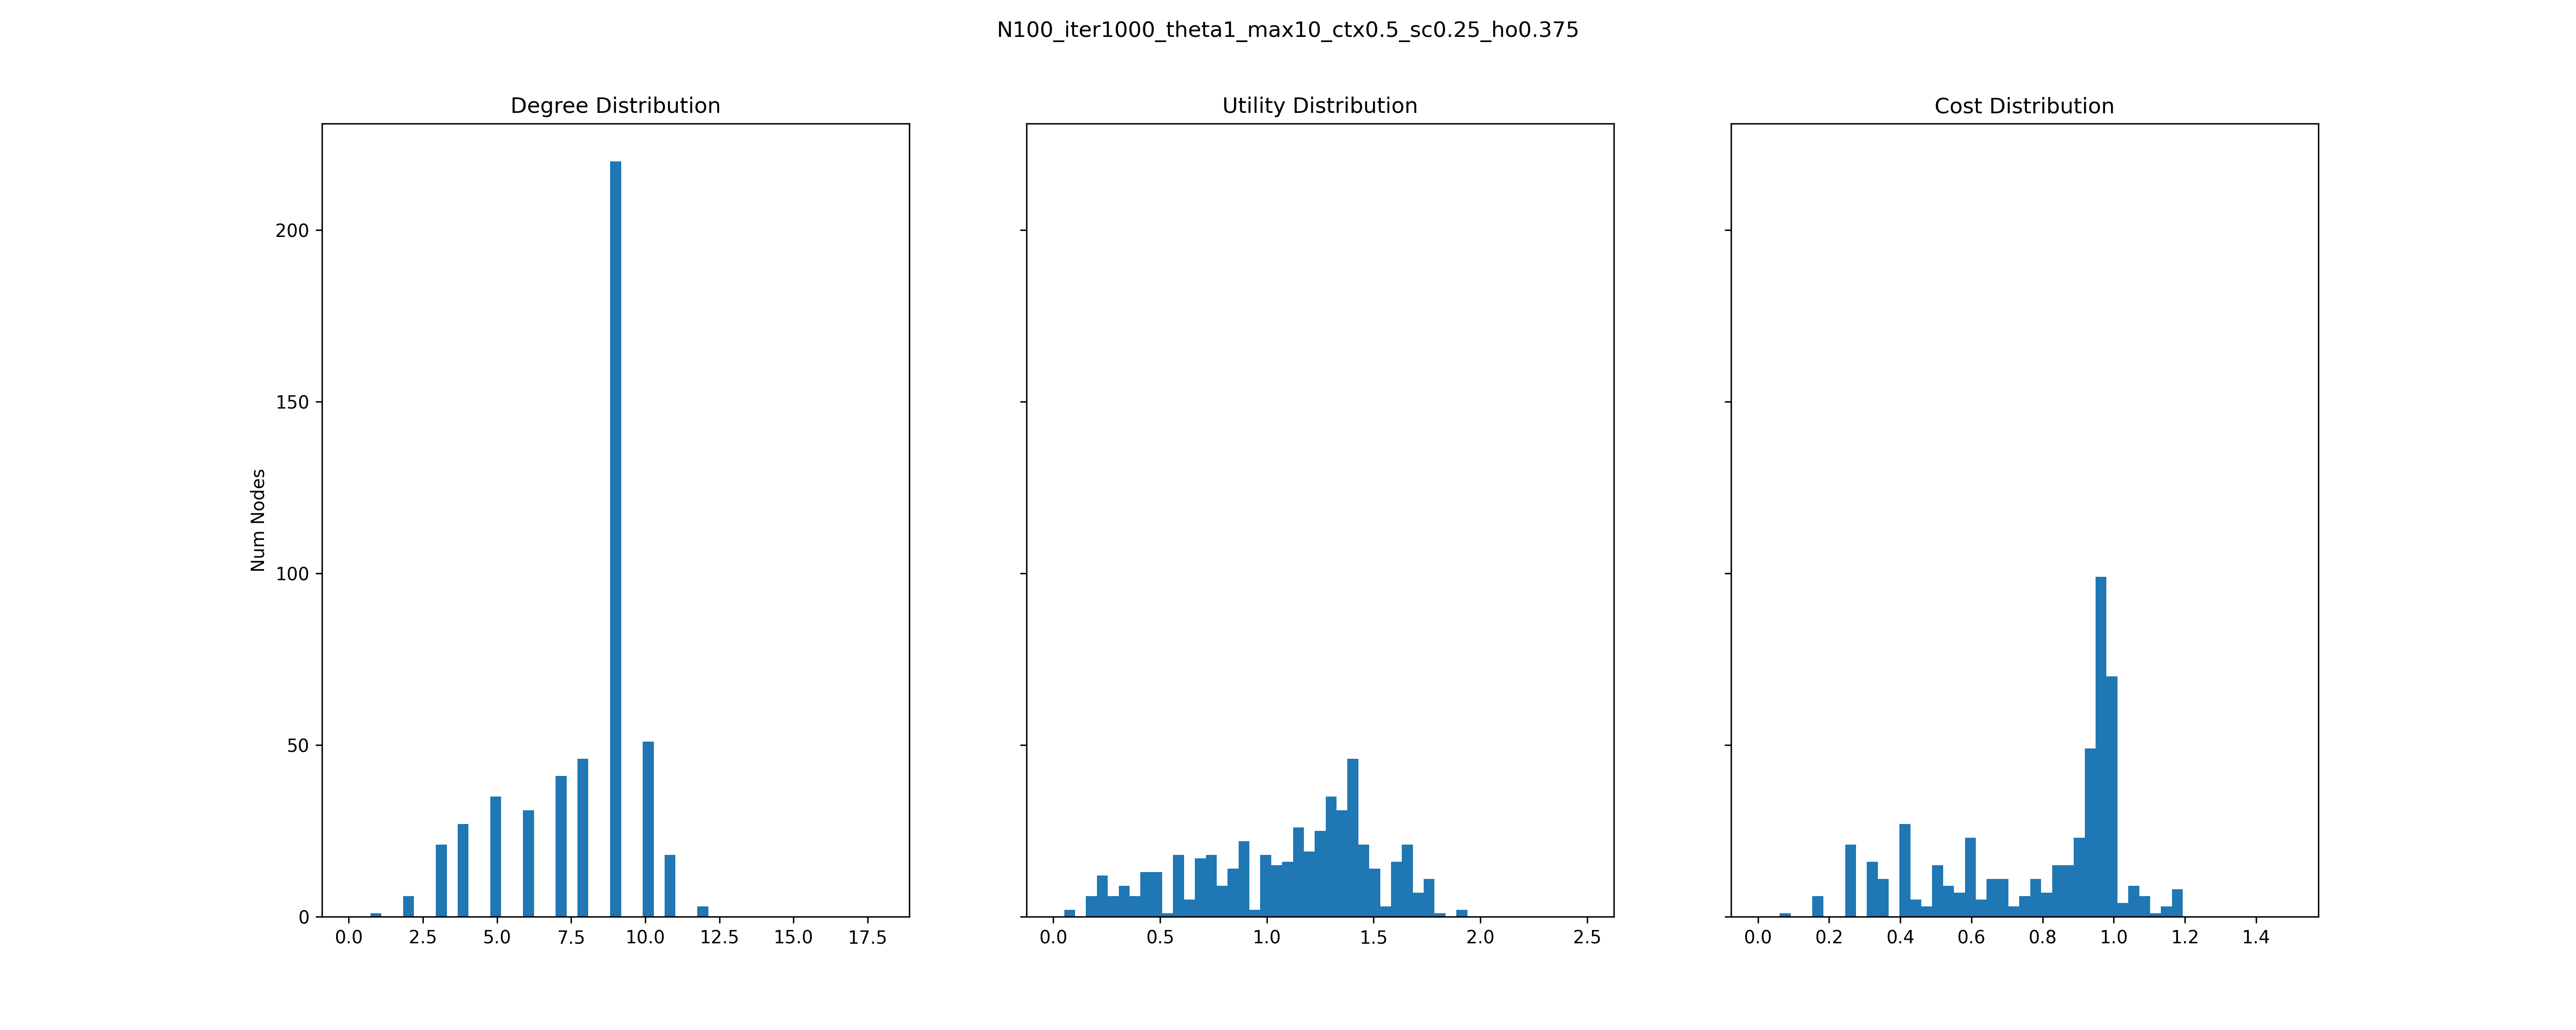 N100_iter1000_theta1_max10_ctx0.5_sc0.25_ho0.375
Degree Distribution
Utility Distribution
Cost Distribution
Num Nodes
200
150
100
50
0
0.0 2.5 5.0 7.5 10.0 12.5 15.0 17.5
0.0 0.5 1.0 1.5 2.0 2.5
0.0 0.2 0.4 0.6 0.8 1.0 1.2 1.4